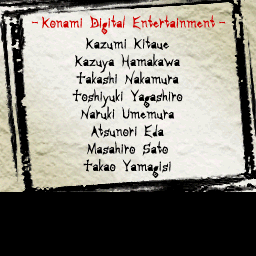 - Konami Digital Entertainment -
Kazumi Kitaue
Kazuya Hamakawa
Takashi Nakamura
Toshiyuki Yagashiro
Naruki Umemura
Atsunori Eda
Masahiro Sato
Takao Yamagisi